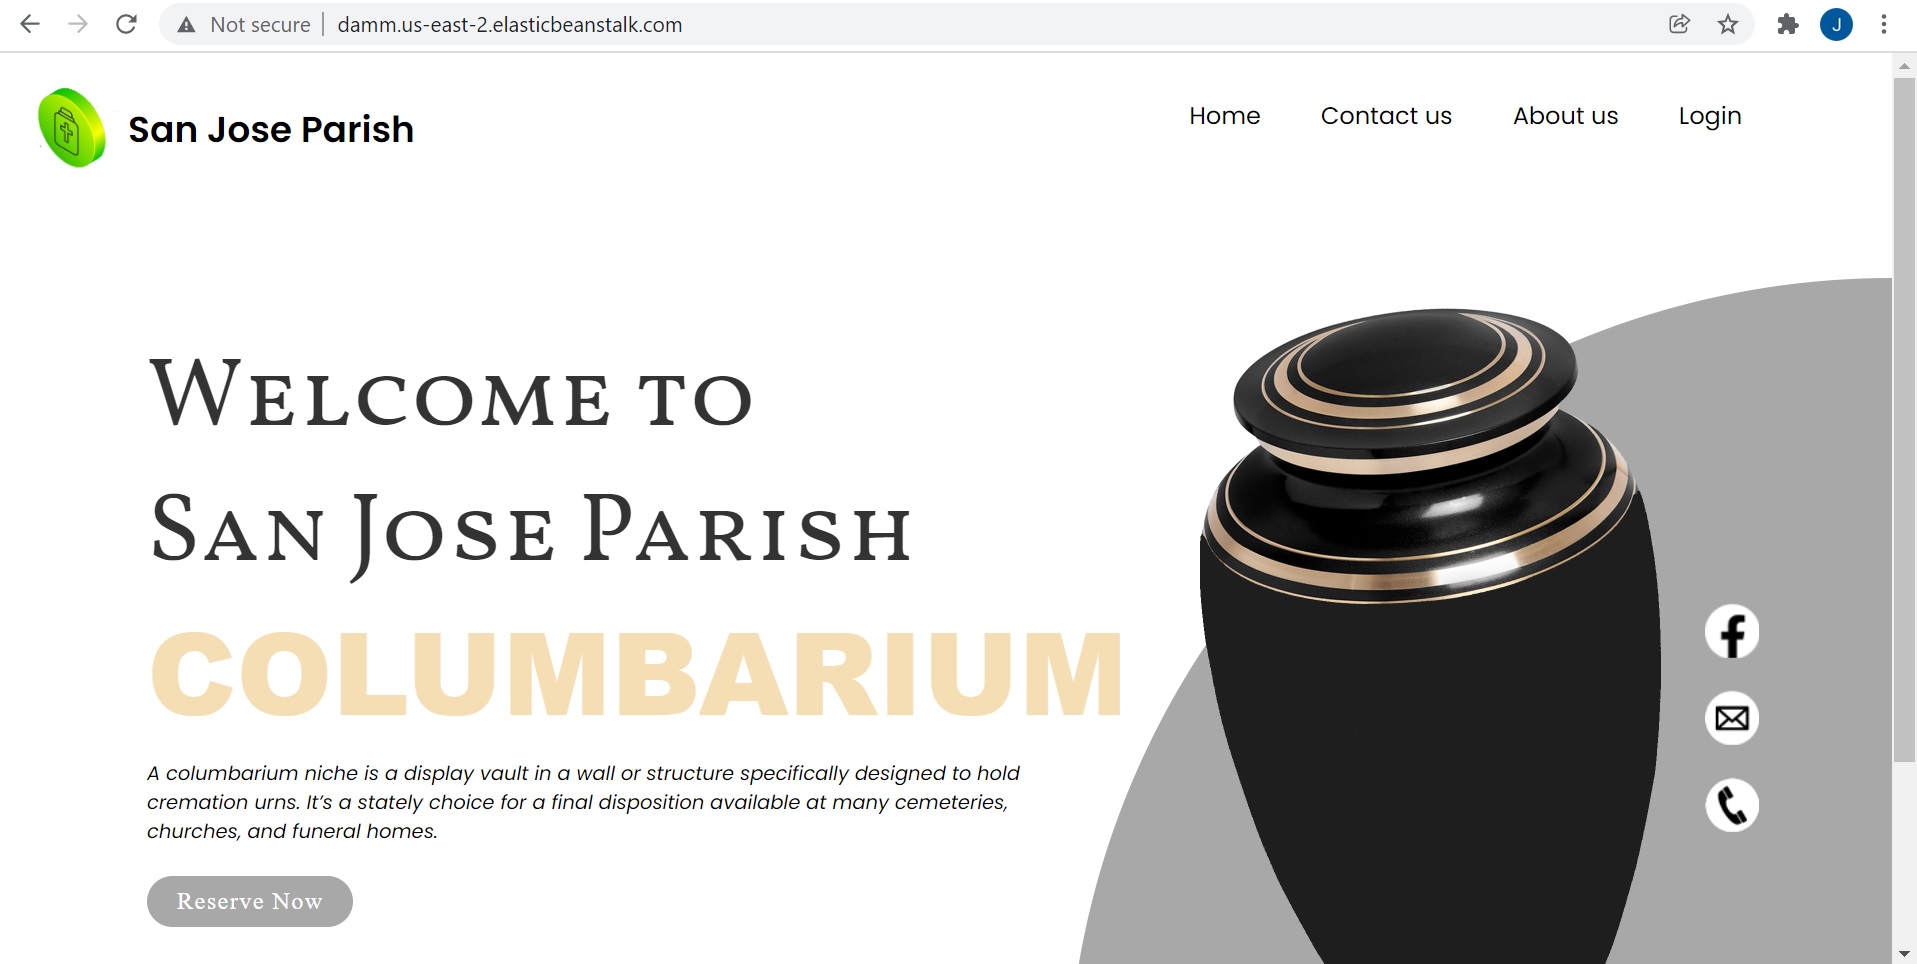 Not secure
damm.us-east-2.elasticbeanstalk.com
J
San Jose Parish
Home
Contact us
About us
Login
Welcome to
San Jose Parish
COLUMBARIUM
A columbarium niche is a display vault in a wall or structure specifically designed to hold
cremation urns. It’s a stately choice for a final disposition available at many cemeteries,
churches, and funeral homes.
Reserve Now